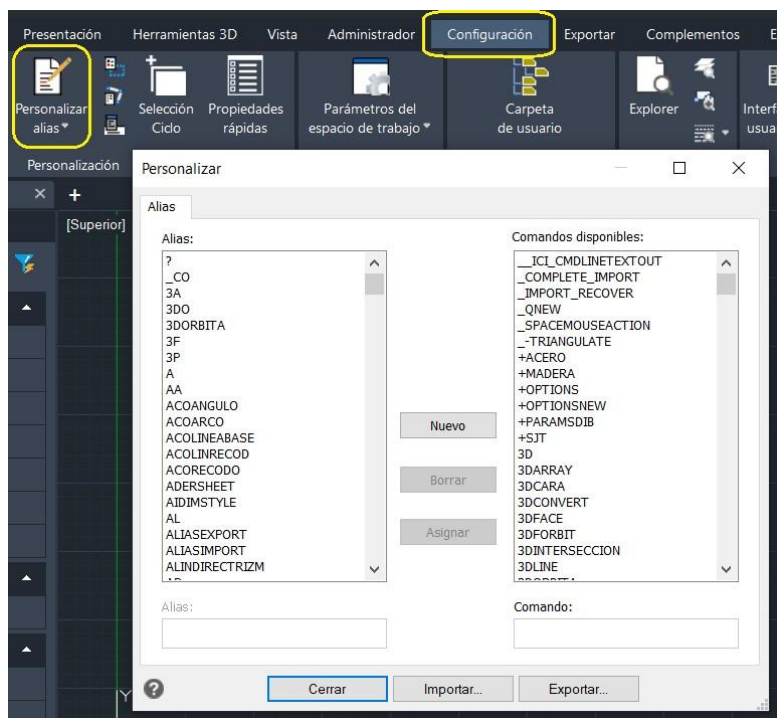 Presentación Herramientas 3D Vista Administrador Configuración Exportar Complementos
Personalizar alias
Selección Ciclo
Propiedades rápidas
Parámetros del espacio de trabajo
Carpeta de usuario
Explorer
Personalización
[Superior]
Personalizar
Alias
Alias:
?
_CO
3A
3DO
3DORBITA
3F
3P
A
AA
ACOANGULO
ACOARCO
ACOLINEABASE
ACOLINRECOD
ACORECODO
ADERSHEET
AIDIMSTYLE
AL
ALIASEXPORT
ALIASIMPORT
ALINDIRECTRIZM
Nuevo
Borrar
Asignar
Comandos disponibles:
__ICI_CMDLINETEXTOUT
_COMPLETE_IMPORT
_IMPORT_RECOVER
_QNEW
_SPACEMOUSEACTION
_-TRIANGULATE
+ACERO
+MADERA
+OPTIONS
+OPTIONSNEW
+PARAMSDIB
+SJT
3D
3DARRAY
3DCARA
3DCONVERT
3DFACE
3DFORBIT
3DINTERSECCION
3DLINE
Alias:
Comando:
Cerrar
Importar...
Exportar...
Y